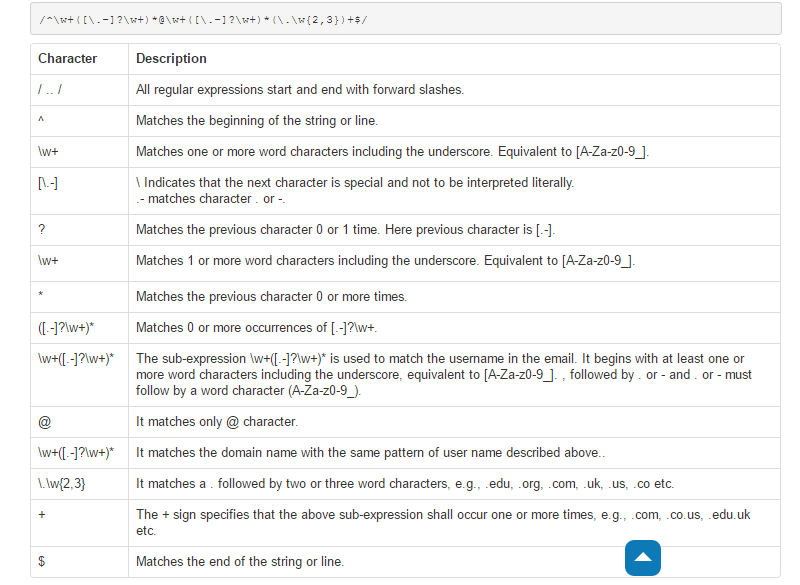 /^\w+([\.-]?\w+)*@\w+([\.-]?\w+)*(\.\w{2,3})+$/
Character Description
/ .. / All regular expressions start and end with forward slashes.
^ Matches the beginning of the string or line.
\w+ Matches one or more word characters including the underscore. Equivalent to [A-Za-z0-9_].
[\.-] \ Indicates that the next character is special and not to be interpreted literally.
.- matches character . or -.
? Matches the previous character 0 or 1 time. Here previous character is [.-].
\w+ Matches 1 or more word characters including the underscore. Equivalent to [A-Za-z0-9_].
* Matches the previous character 0 or more times.
([.-]?\w+)* Matches 0 or more occurrences of [.-]?\w+.
\w+([.-]?\w+)* The sub-expression \w+([.-]?\w+)* is used to match the username in the email. It begins with at least one or
more word characters including the underscore, equivalent to [A-Za-z0-9_]. , followed by . or - and . or - must
follow by a word character (A-Za-z0-9_).
@ It matches only @ character.
\w+([.-]?\w+)* It matches the domain name with the same pattern of user name described above..
\.\w{2,3} It matches a . followed by two or three word characters, e.g., .edu, .org, .com, .uk, .us, .co etc.
+ The + sign specifies that the above sub-expression shall occur one or more times, e.g., .com, .co.us, .edu.uk
etc.
$ Matches the end of the string or line.